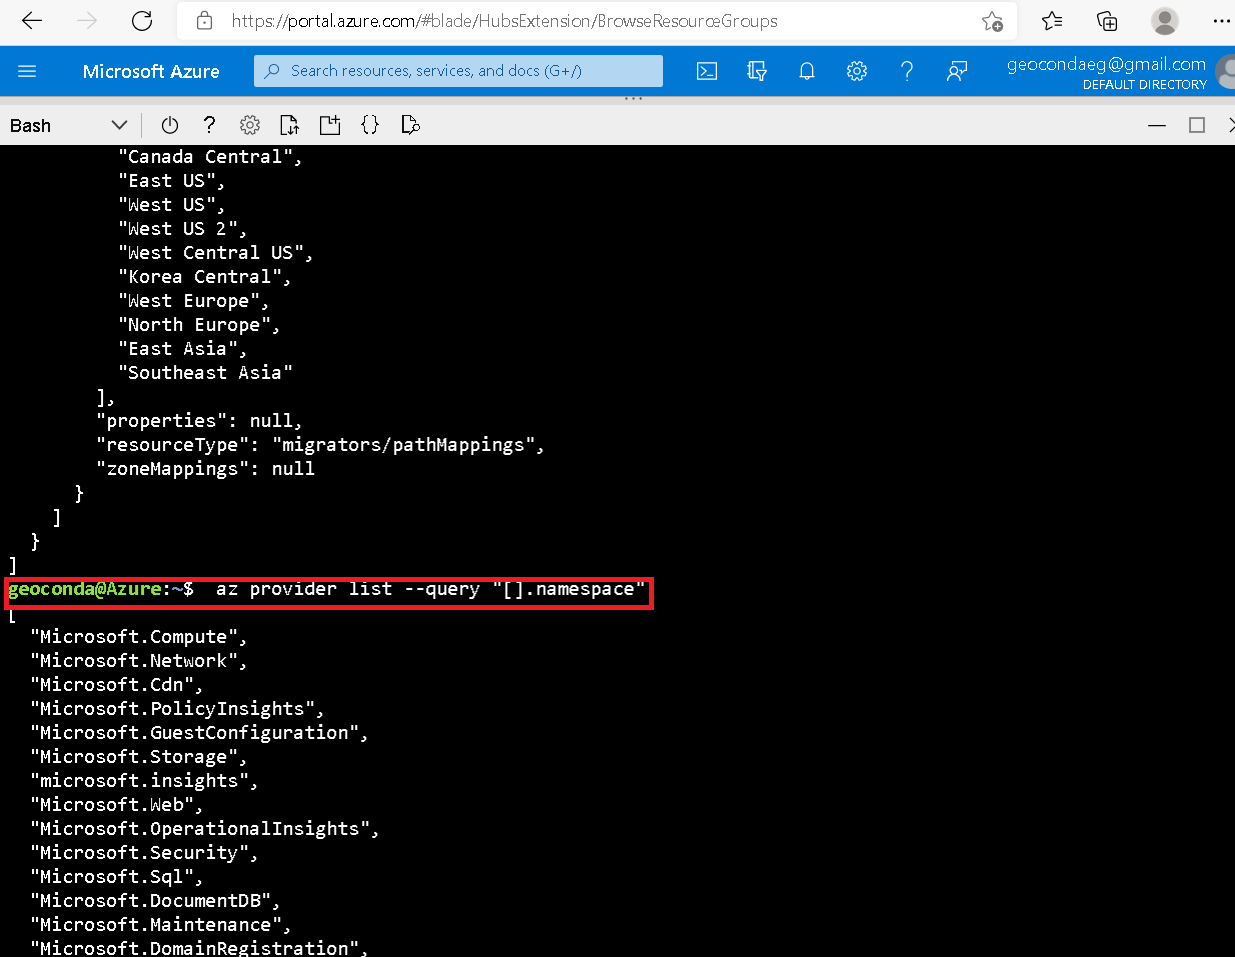 https://portal.azure.com/#blade/HubsExtension/BrowseResourceGroups
Microsoft Azure
Search resources, services, and docs (G+/)
geocondaeg@gmail.com
DEFAULT DIRECTORY
Bash
"Canada Central",
"East US",
"West US",
"West US 2",
"West Central US",
"Korea Central",
"West Europe",
"North Europe",
"East Asia",
"Southeast Asia"
],
"properties": null,
"resourceType": "migrators/pathMappings",
"zoneMappings": null
}
]
}
]
geoconda@Azure:~$  az provider list --query "[].namespace"
[
"Microsoft.Compute",
"Microsoft.Network",
"Microsoft.Cdn",
"Microsoft.PolicyInsights",
"Microsoft.GuestConfiguration",
"Microsoft.Storage",
"microsoft.insights",
"Microsoft.Web",
"Microsoft.OperationalInsights",
"Microsoft.Security",
"Microsoft.Sql",
"Microsoft.DocumentDB",
"Microsoft.Maintenance",
"Microsoft.DomainRegistration",